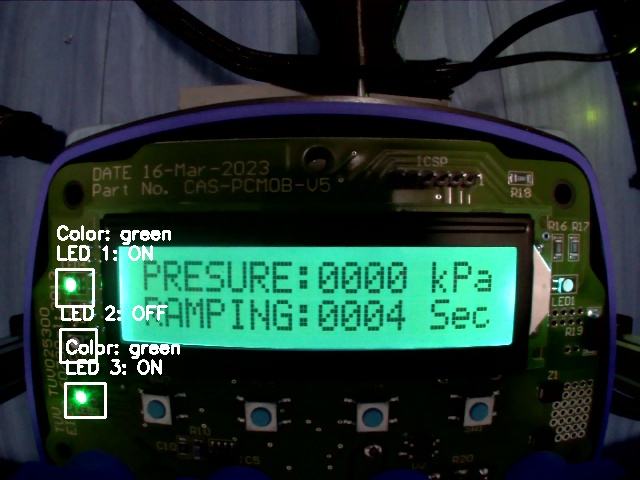 DATE 16-Mar-2023
ICSP
1
Part No. CAS-PCMOB-V5
R18
Color: green
LED 1: ON
R16 R17
PRESURE:0000 kPa
LED1
LED 2: OFF
RAMPING:0004 Sec
R19
Color: green
LED 3: ON
Z1
R20